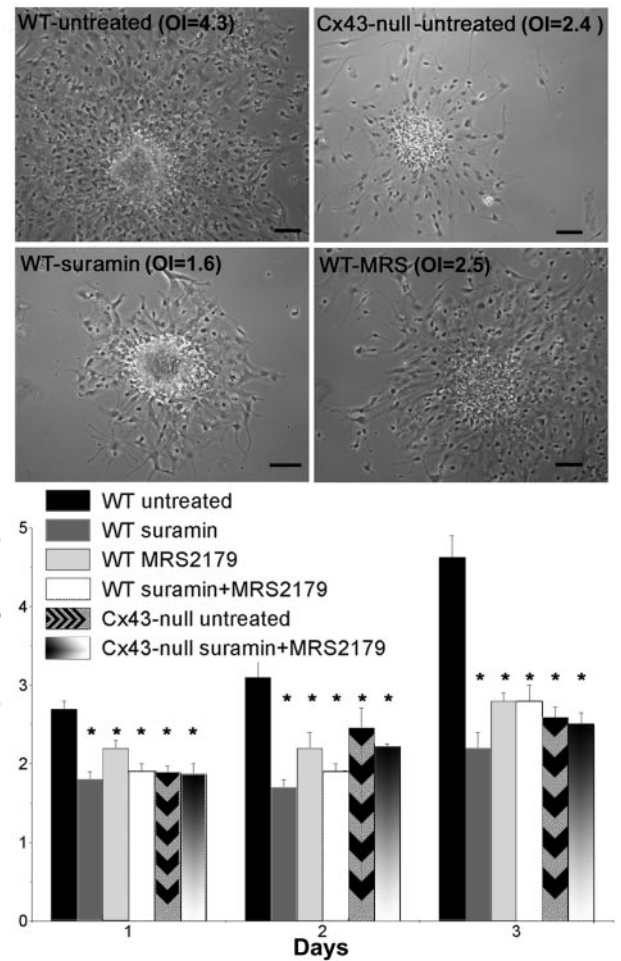 WT-untreated (OI=4.3)
Cx43-null -untreated (OI=2.4 )
WT-suramin (OI=1.6)
WT-MRS (OI=2.5)
WT untreated
WT suramin
WT MRS2179
WT suramin+MRS2179
Cx43-null untreated
Cx43-null suramin+MRS2179
5
4
3
2
1
0
* * * * *
* * * * *
* * * * *
1 2 3
Days